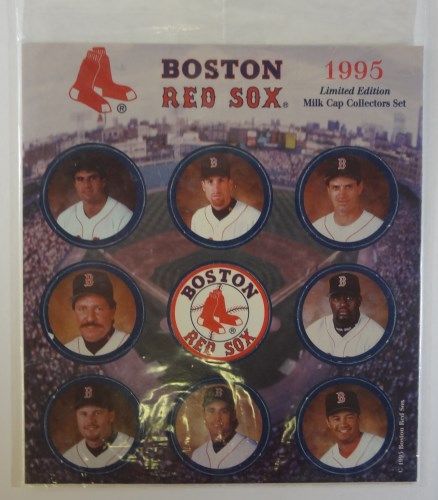 BOSTON
RED SOX®
1995
Limited Edition
Milk Cap Collectors Set
®
B
B
B
B
BOSTON
RED SOX
®
B
B
B
B
© 1995 Boston Red Sox